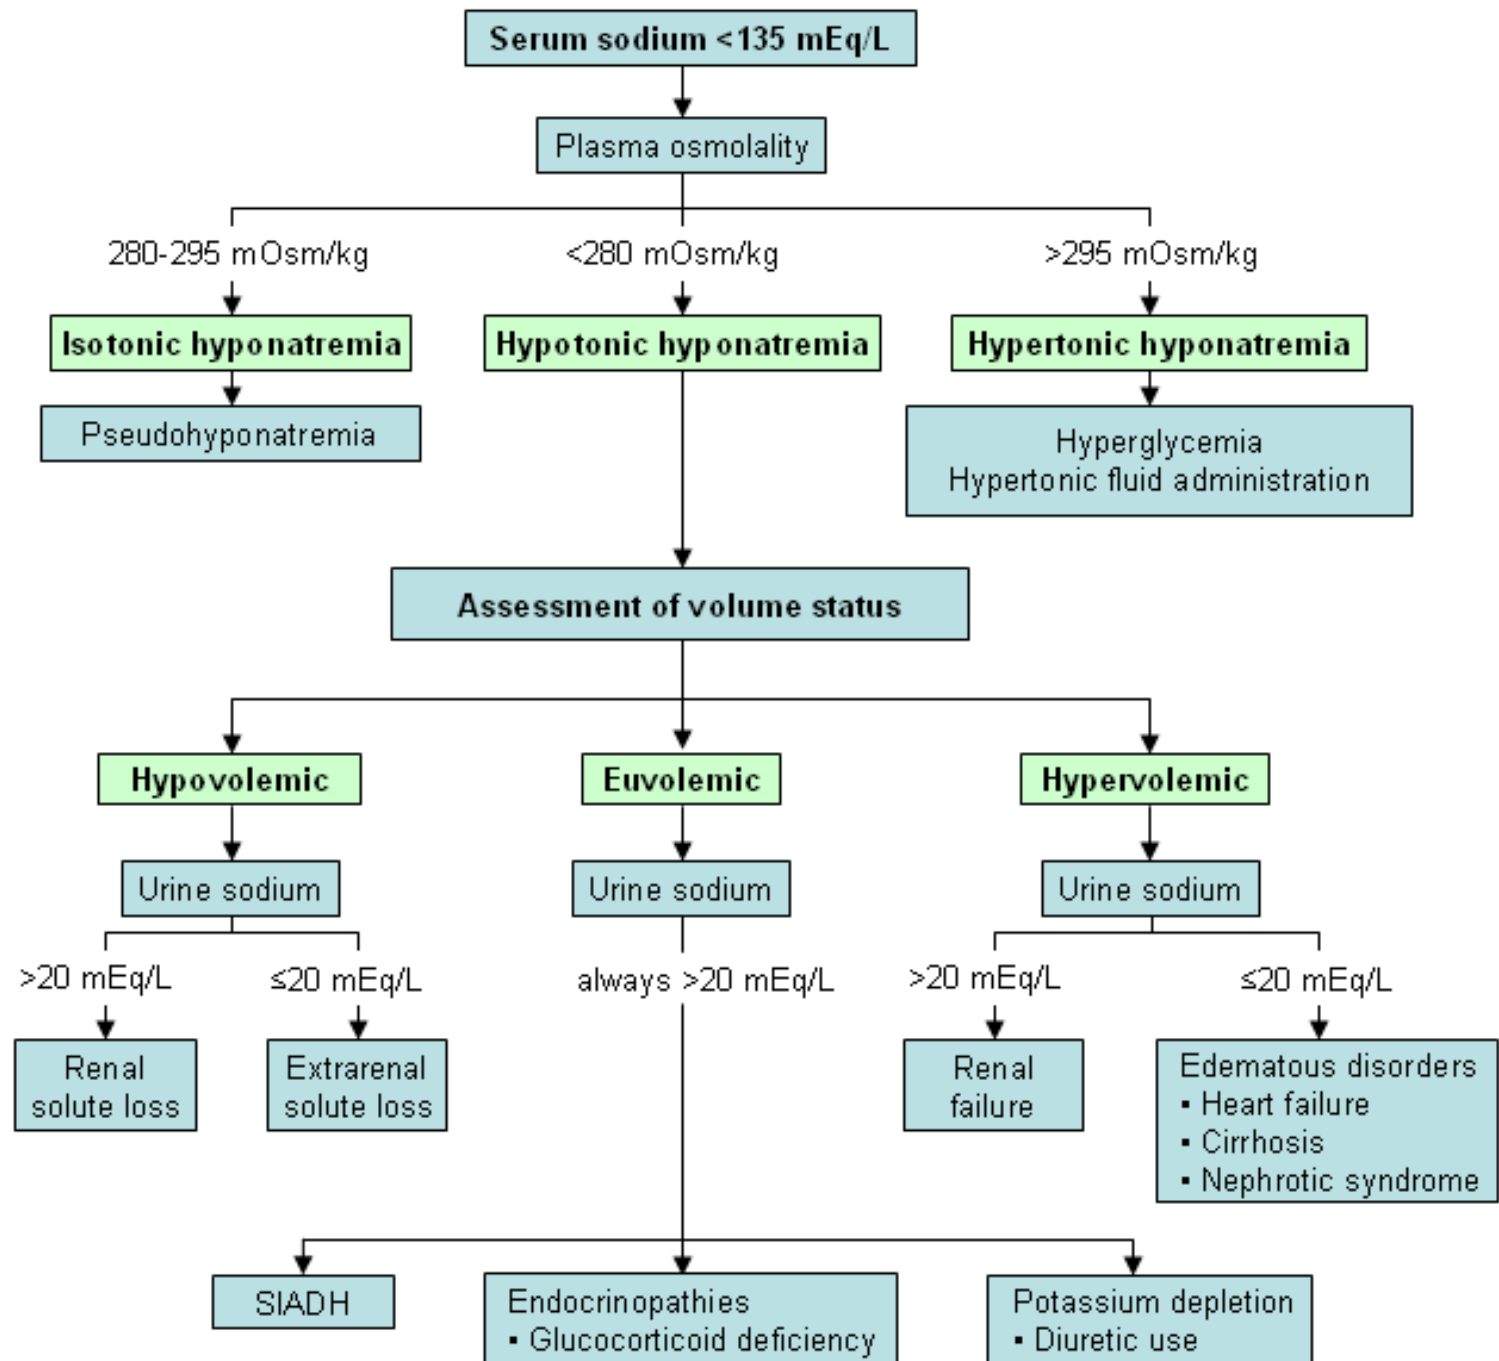 Serum sodium <135 mEq/L
Plasma osmolality
280-295 mOsm/kg
<280 mOsm/kg
>295 mOsm/kg
Isotonic hyponatremia
Hypotonic hyponatremia
Hypertonic hyponatremia
Pseudohyponatremia
Hyperglycemia
Hypertonic fluid administration
Assessment of volume status
Hypovolemic
Euvolemic
Hypervolemic
Urine sodium
Urine sodium
Urine sodium
>20 mEq/L
≤20 mEq/L
always >20 mEq/L
>20 mEq/L
≤20 mEq/L
Renal
solute loss
Extrarenal
solute loss
Renal
failure
Edematous disorders
▪ Heart failure
▪ Cirrhosis
▪ Nephrotic syndrome
SIADH
Endocrinopathies
▪ Glucocorticoid deficiency
Potassium depletion
▪ Diuretic use